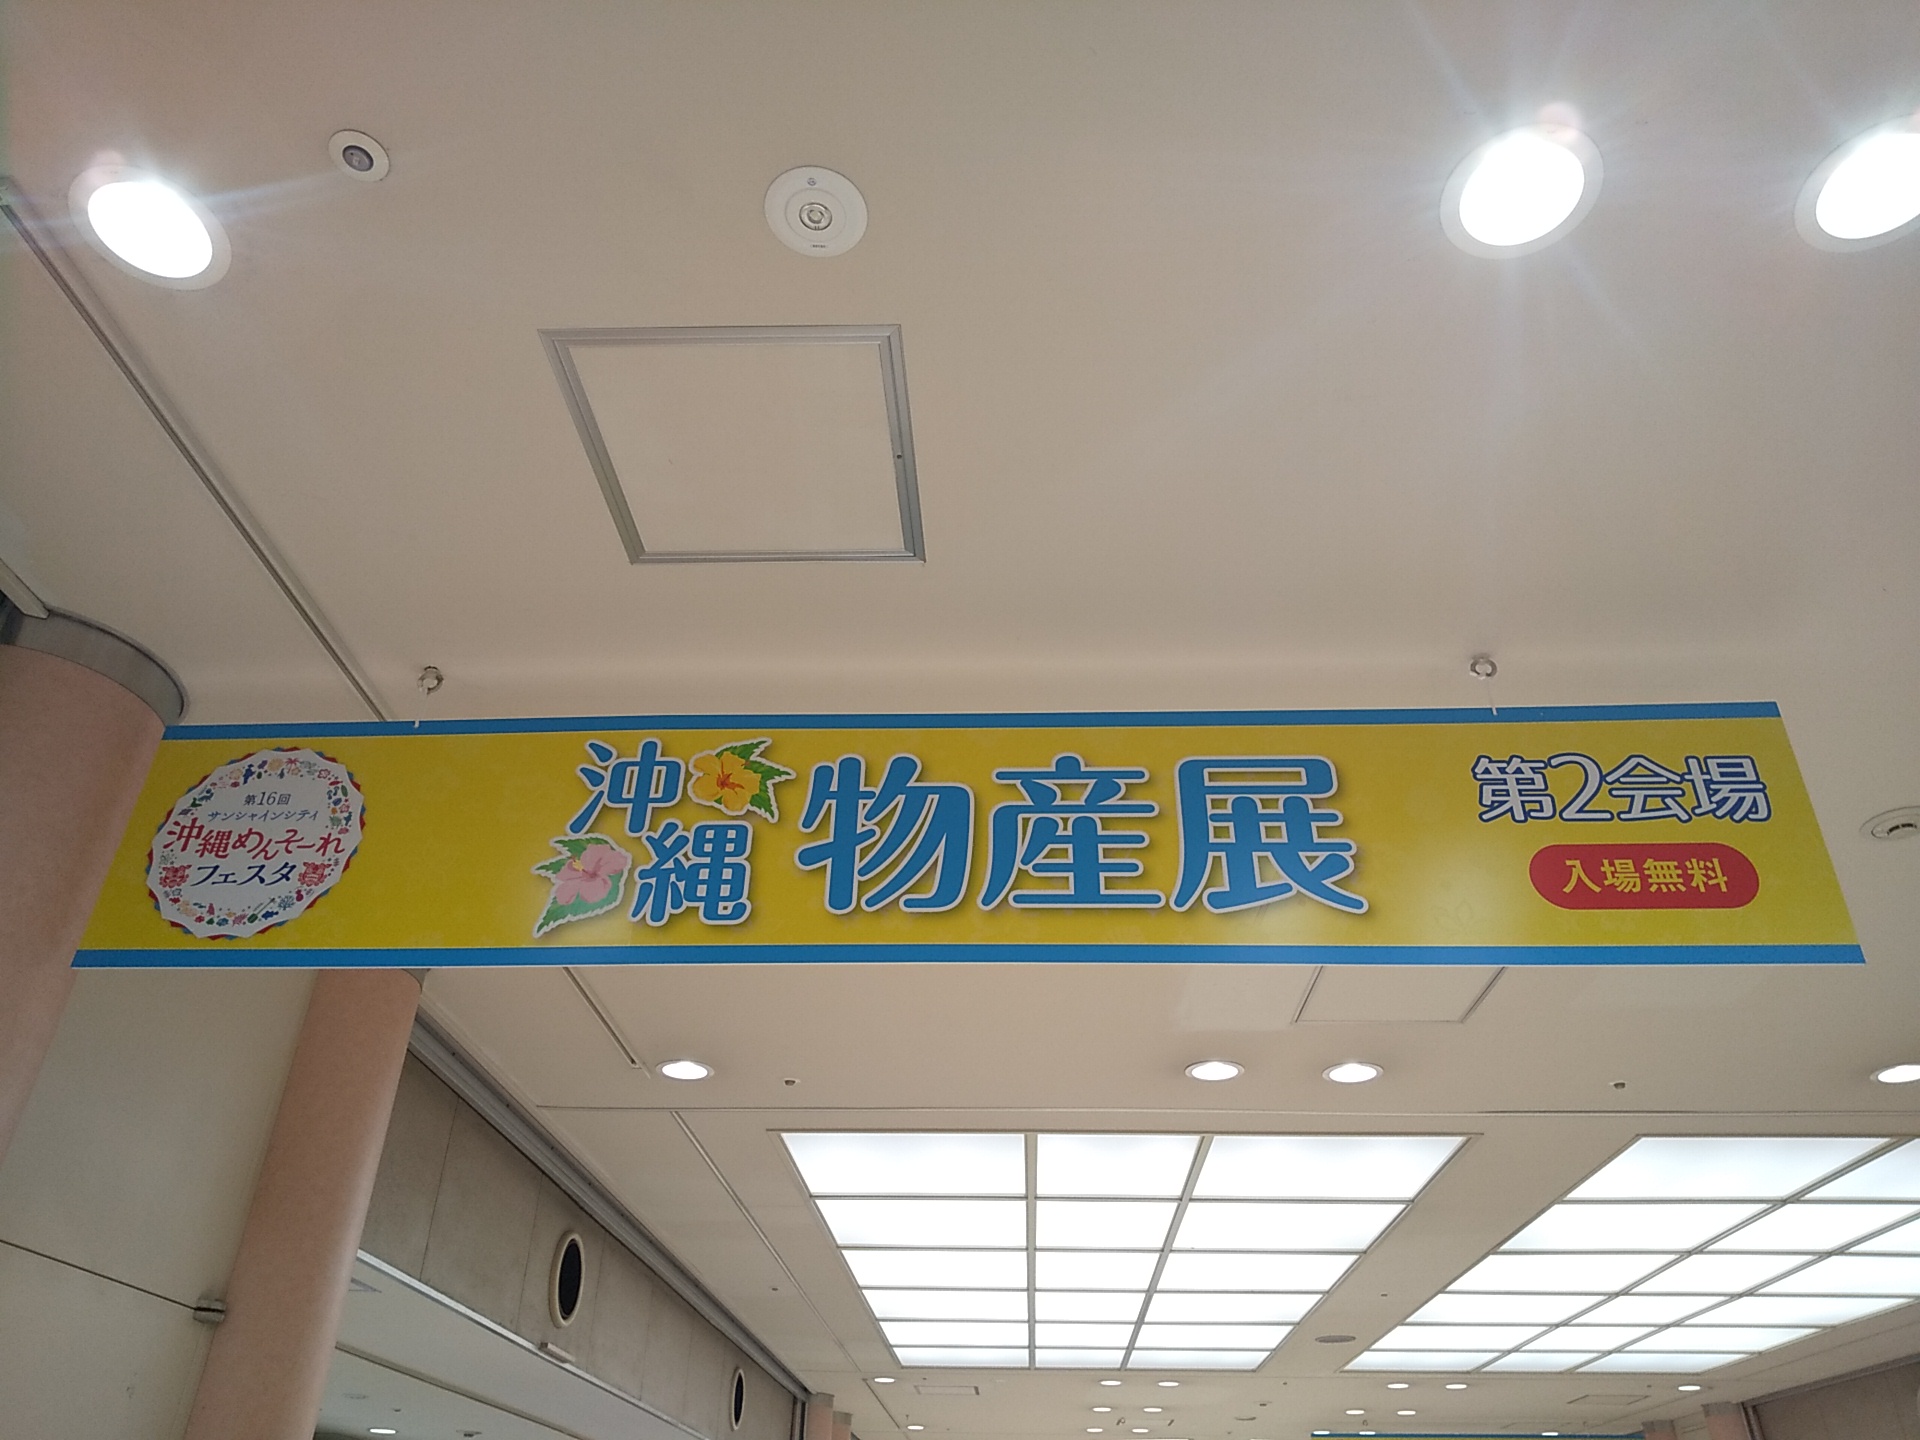 第16回
サンシャインシティ
沖縄めんそーれ
フェスタ
沖縄
物産展
第2会場
入場無料